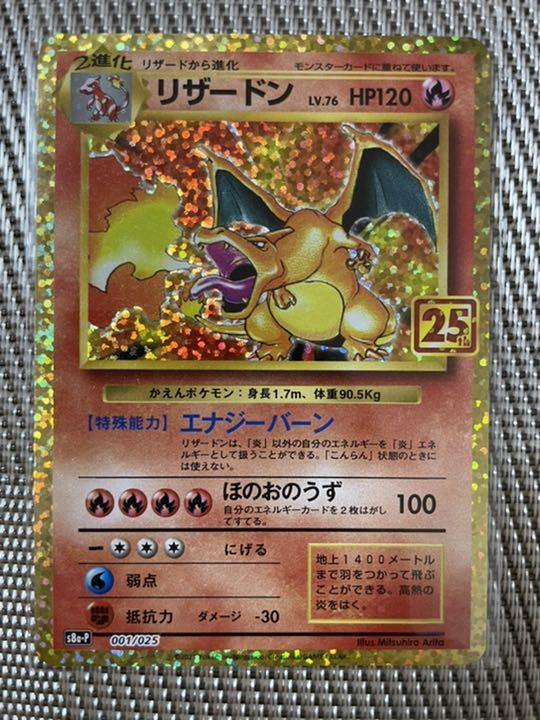 2進化 リザードから進化 モンスターカードに重ねて使います。
リザードン LV.76 HP120
25th
かえんポケモン：身長1.7m、体重90.5Kg
【特殊能力】エナジーバーン
リザードンは、「炎」以外の自分のエネルギーを「炎」エネ
ルギーとして扱うことができる。「こんらん」状態のときに
は使えない。
ほのおのうず 100
自分のエネルギーカードを2枚はがし
てすてる。
にげる
弱点
抵抗力 ダメージ -30
地上1400メートル
まで羽をつかって飛ぶ
ことができる。高熱の
炎をはく。
s8a-P 001/025
Illus Mitsuhiro Arita